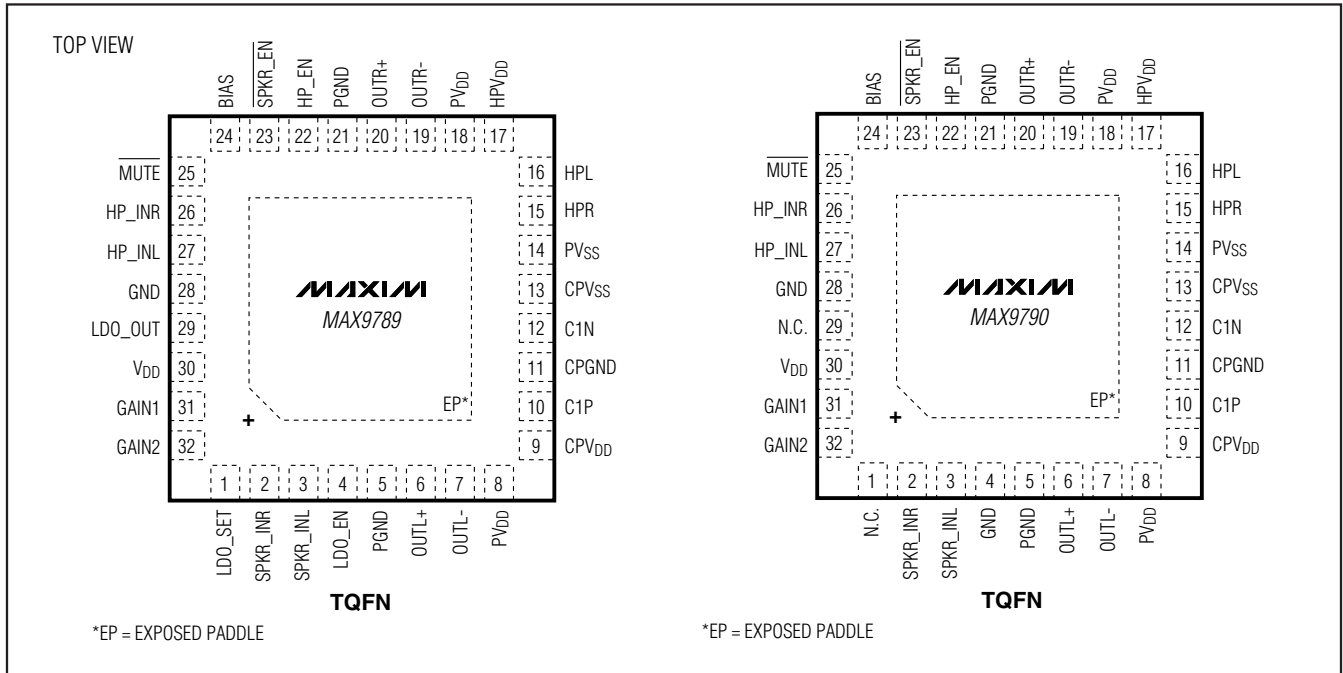 TOP VIEW
BIAS
SPKR_EN
HP_EN
PGND
OUTR+
OUTR-
PVDD
HPVDD
24 23 22 21 20 19 18 17
MUTE 25
HP_INR 26
HP_INL 27
GND 28
LDO_OUT 29
VDD 30
GAIN1 31
GAIN2 32
16 HPL
15 HPR
14 PVSS
13 CPVSS
12 C1N
11 CPGND
10 C1P
9 CPVDD
MAXIM
MAX9789
EP*
+
1 2 3 4 5 6 7 8
LDO_SET
SPKR_INR
SPKR_INL
LDO_EN
PGND
OUTL+
OUTL-
PVDD
TQFN
*EP = EXPOSED PADDLE
BIAS
SPKR_EN
HP_EN
PGND
OUTR+
OUTR-
PVDD
HPVDD
24 23 22 21 20 19 18 17
MUTE 25
HP_INR 26
HP_INL 27
GND 28
N.C. 29
VDD 30
GAIN1 31
GAIN2 32
16 HPL
15 HPR
14 PVSS
13 CPVSS
12 C1N
11 CPGND
10 C1P
9 CPVDD
MAXIM
MAX9790
EP*
+
1 2 3 4 5 6 7 8
N.C.
SPKR_INR
SPKR_INL
GND
PGND
OUTL+
OUTL-
PVDD
TQFN
*EP = EXPOSED PADDLE